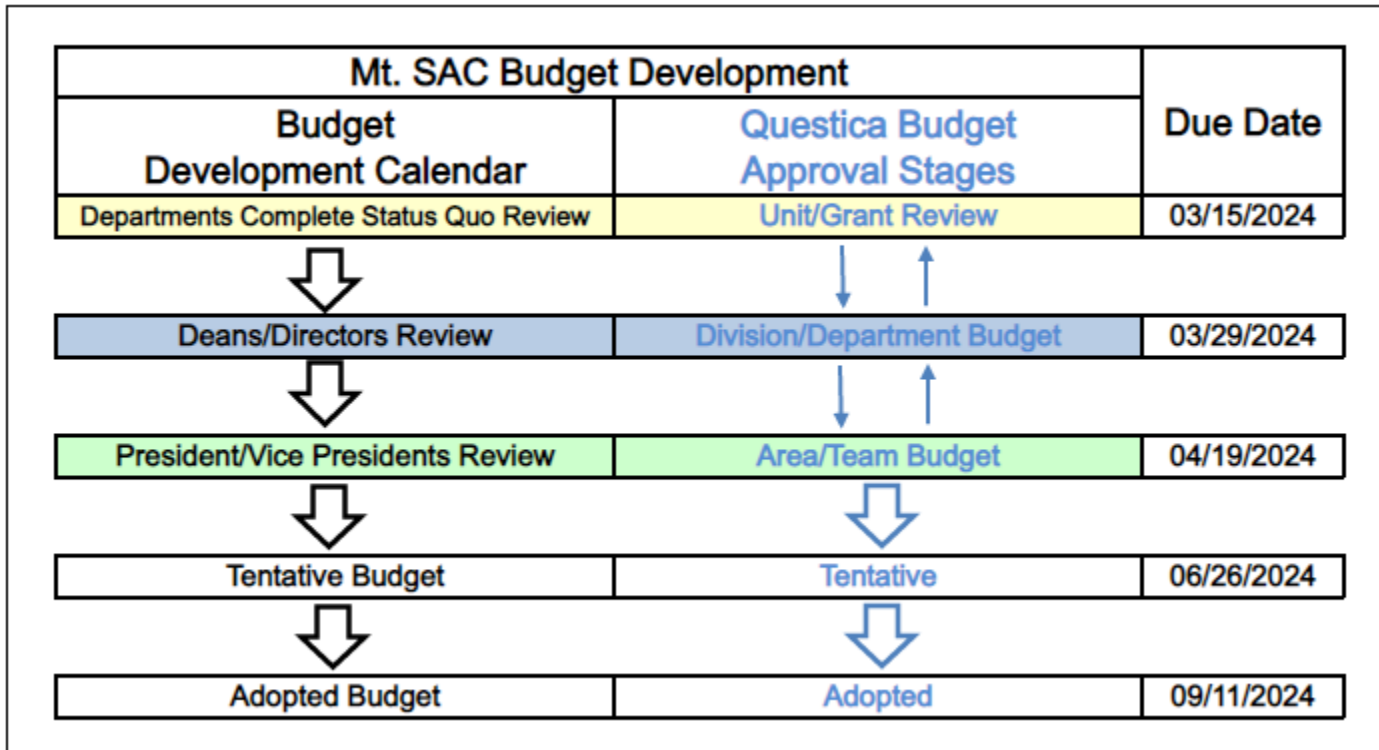 Mt. SAC Budget Development
Due Date
Budget
Development Calendar
Questica Budget
Approval Stages
Departments Complete Status Quo Review
Unit/Grant Review
03/15/2024
Deans/Directors Review
Division/Department Budget
03/29/2024
President/Vice Presidents Review
Area/Team Budget
04/19/2024
Tentative Budget
Tentative
06/26/2024
Adopted Budget
Adopted
09/11/2024